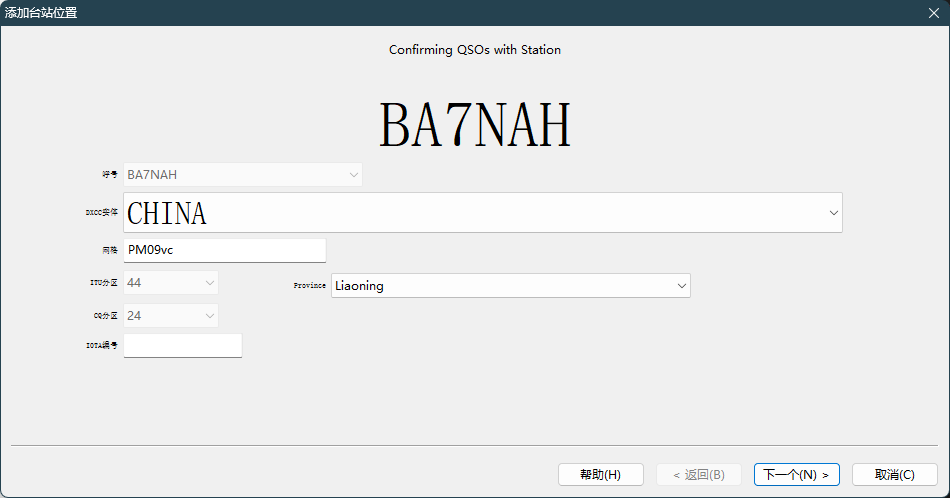 添加台站位置
Confirming QSOs with Station
BA7NAH
呼号 BA7NAH
DXCC实体 CHINA
网格 PM09vc
ITU分区 44 Province Liaoning
CQ分区 24
IOTA编号
帮助(H) < 返回(B) 下一个(N) > 取消(C)